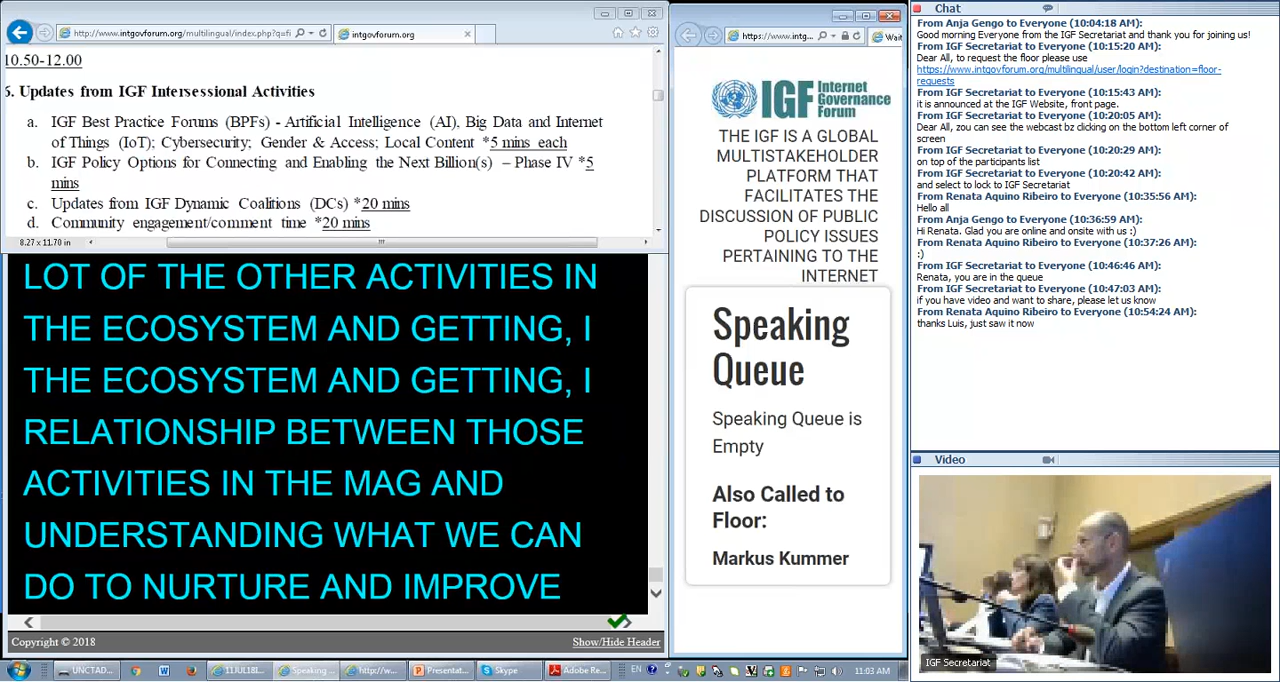 http://www.intgovforum.org/multilingual/index.php?q=fi
intgovforum.org
10.50-12.00
6. Updates from IGF Intersessional Activities
a. IGF Best Practice Forums (BPFs) - Artificial Intelligence (AI), Big Data and Internet
of Things (IoT); Cybersecurity; Gender & Access; Local Content *5 mins each
b. IGF Policy Options for Connecting and Enabling the Next Billion(s) – Phase IV *5
mins
c. Updates from IGF Dynamic Coalitions (DCs) *20 mins
d. Community engagement/comment time *20 mins
8.27 x 11.70 in
LOT OF THE OTHER ACTIVITIES IN
THE ECOSYSTEM AND GETTING, I
THE ECOSYSTEM AND GETTING, I
RELATIONSHIP BETWEEN THOSE
ACTIVITIES IN THE MAG AND
UNDERSTANDING WHAT WE CAN
DO TO NURTURE AND IMPROVE
Copyright © 2018
Show/Hide Header
https://www.intg...
Wait
IGF Internet
Governance
Forum
THE IGF IS A GLOBAL
MULTISTAKEHOLDER
PLATFORM THAT
FACILITATES THE
DISCUSSION OF PUBLIC
POLICY ISSUES
PERTAINING TO THE
INTERNET
Speaking
Queue
Speaking Queue is
Empty
Also Called to
Floor:
Markus Kummer
Chat
From Anja Gengo to Everyone (10:04:18 AM):
Good morning Everyone from the IGF Secretariat and thank you for joining us!
From IGF Secretariat to Everyone (10:15:20 AM):
Dear All, to request the floor please use
https://www.intgovforum.org/multilingual/user/login?destination=floor-
requests
From IGF Secretariat to Everyone (10:15:43 AM):
it is announced at the IGF Website, front page.
From IGF Secretariat to Everyone (10:20:05 AM):
Dear All, zou can see the webcast bz clicking on the bottom left corner of
screen
From IGF Secretariat to Everyone (10:20:29 AM):
on top of the participants list
From IGF Secretariat to Everyone (10:20:42 AM):
and select to lock to IGF Secretariat
From Renata Aquino Ribeiro to Everyone (10:35:56 AM):
Hello all
From Anja Gengo to Everyone (10:36:59 AM):
Hi Renata. Glad you are online and onsite with us :)
From Renata Aquino Ribeiro to Everyone (10:37:26 AM):
:)
From IGF Secretariat to Everyone (10:46:46 AM):
Renata, you are in the queue
From IGF Secretariat to Everyone (10:47:03 AM):
if you have video and want to share, please let us know
From Renata Aquino Ribeiro to Everyone (10:54:24 AM):
thanks Luis, just saw it now
Video
IGF Secretariat
UNCTAD...
11JUL18L...
Speaking ...
http://w...
Presentat...
Skype
Adobe Re...
EN
11:03 AM